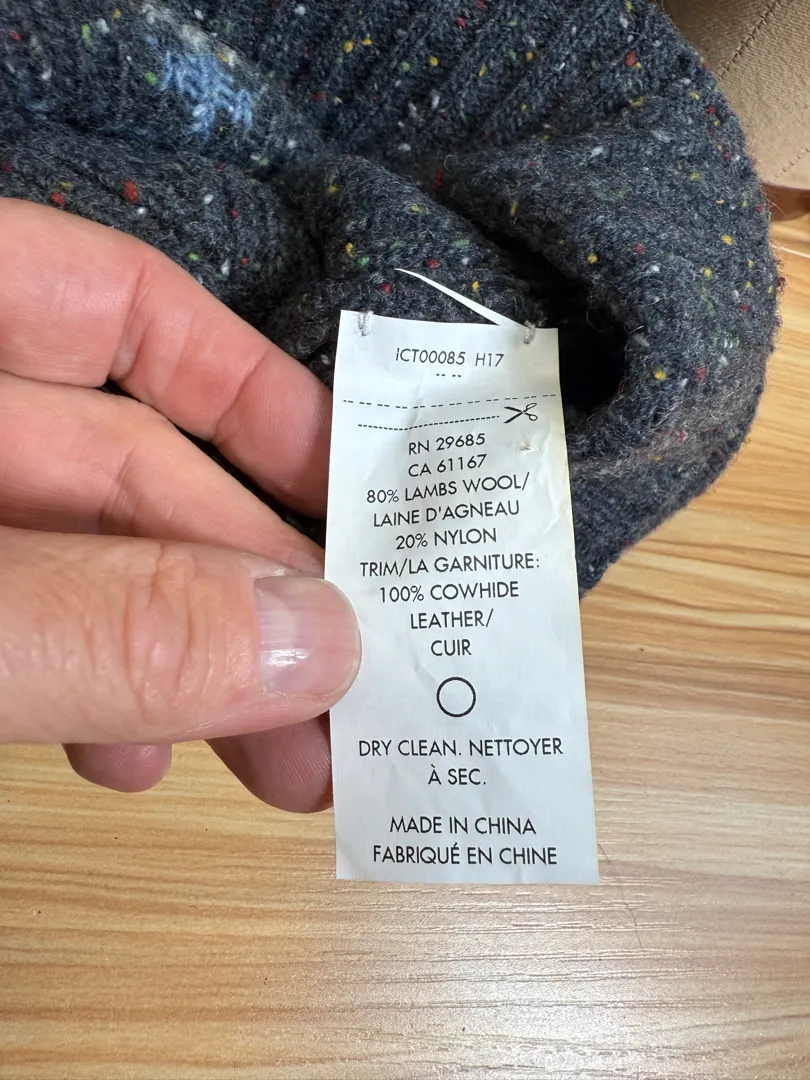 ICT00085 H17
RN 29685
CA 61167
80% LAMBS WOOL/
LAINE D'AGNEAU
20% NYLON
TRIM/LA GARNITURE:
100% COWHIDE
LEATHER/
CUIR
DRY CLEAN. NETTOYER
À SEC.
MADE IN CHINA
FABRIQUÉ EN CHINE